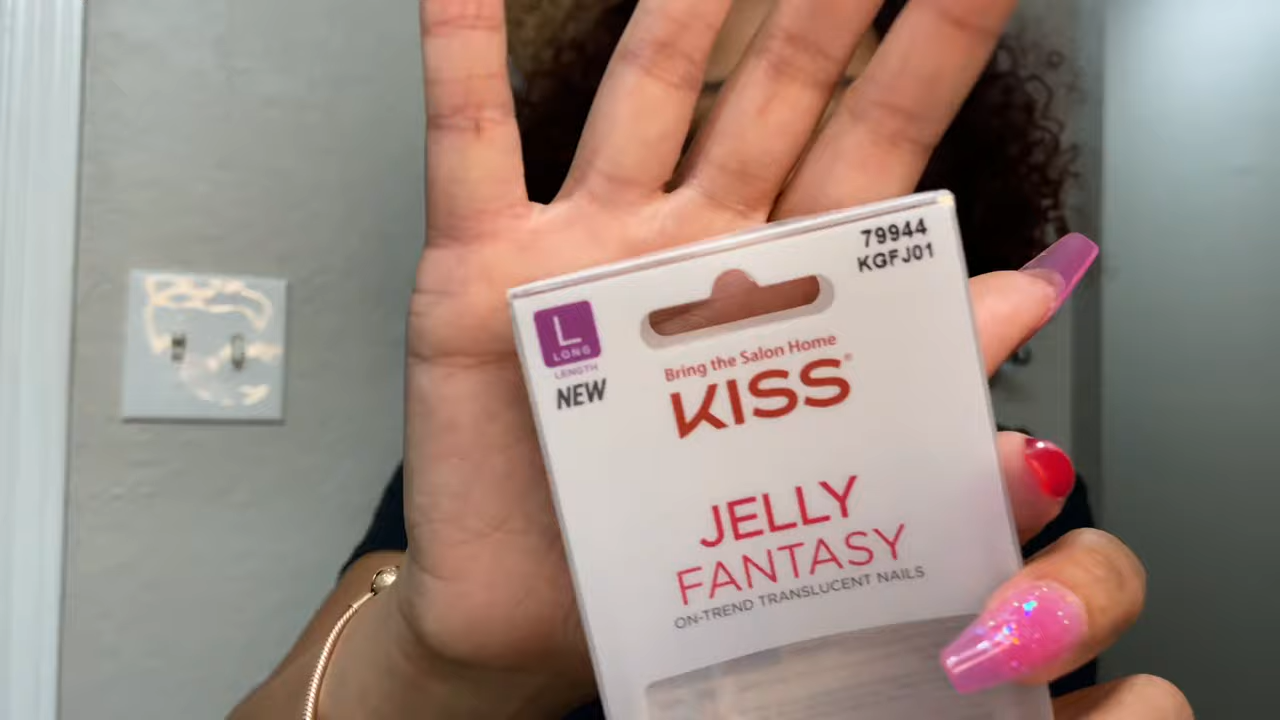 79944
KGFJ01
L
LONG
LENGTH
NEW
Bring the Salon Home
KISS®
JELLY
FANTASY
ON-TREND TRANSLUCENT NAILS